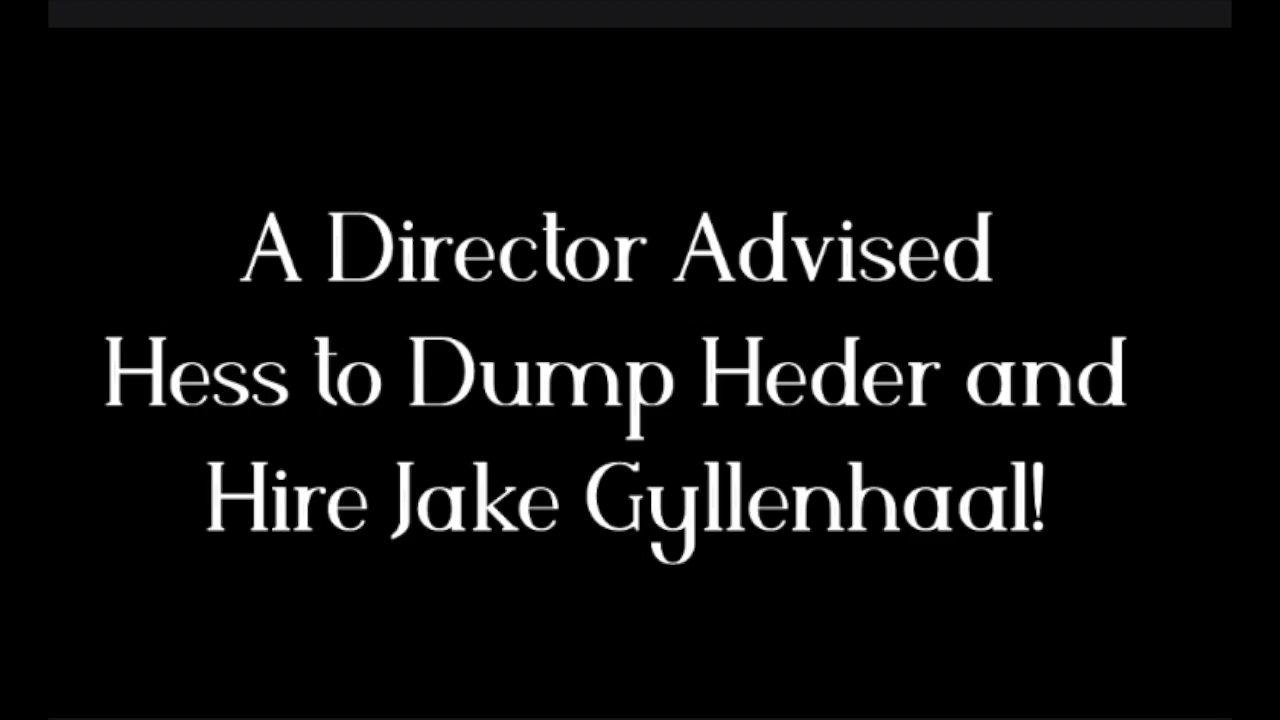 A Director Advised
Hess to Dump Heder and
Hire Jake Gyllenhaal!